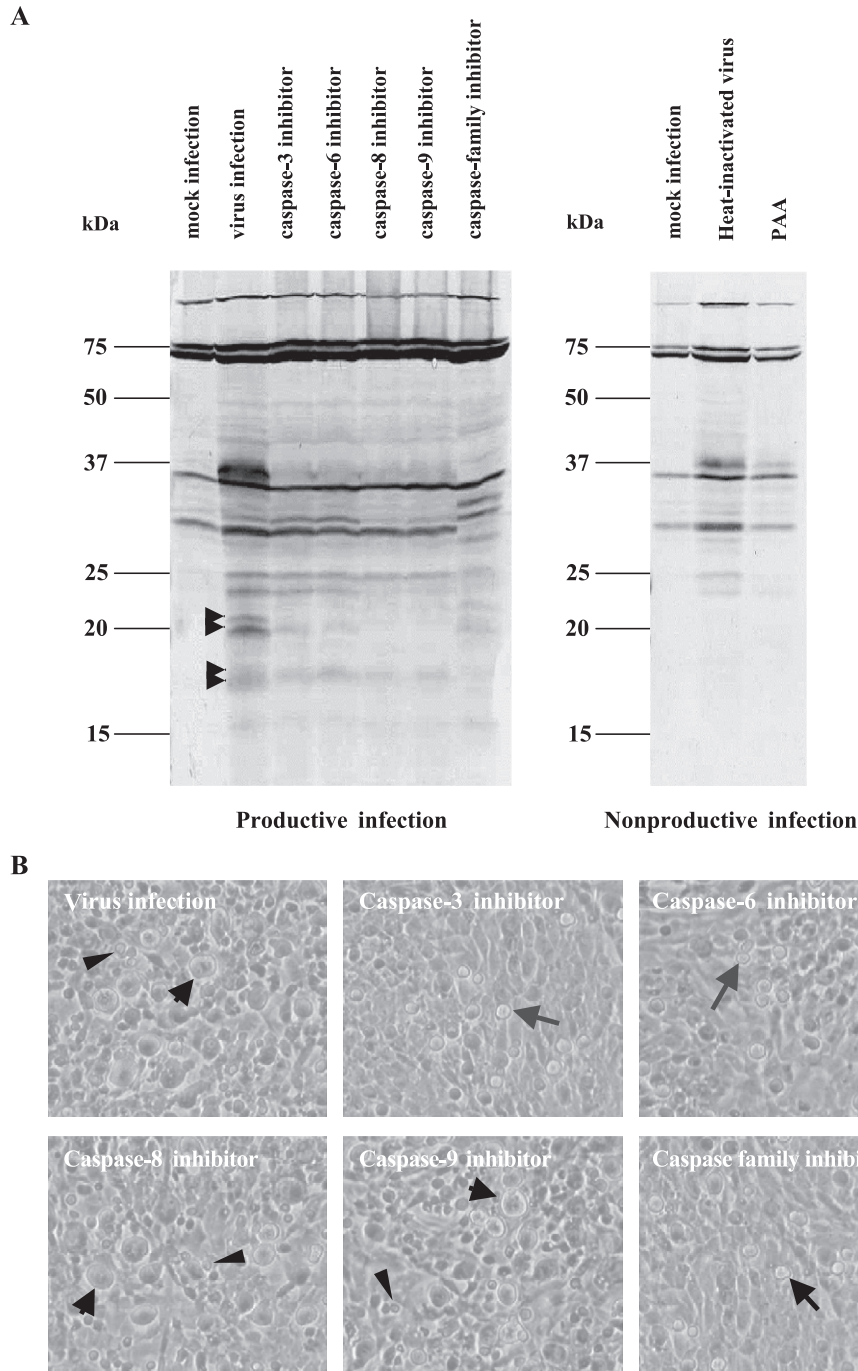 A
kDa
mock infection
virus infection
caspase-3 inhibitor
caspase-6 inhibitor
caspase-8 inhibitor
caspase-9 inhibitor
caspase-family inhibitor
75
50
37
25
20
15
Productive infection
kDa
mock infection
Heat-inactivated virus
PAA
75
50
37
25
20
15
Nonproductive infection
B
Virus infection
Caspase-3 inhibitor
Caspase-6 inhibitor
Caspase-8 inhibitor
Caspase-9 inhibitor
Caspase family inhibi